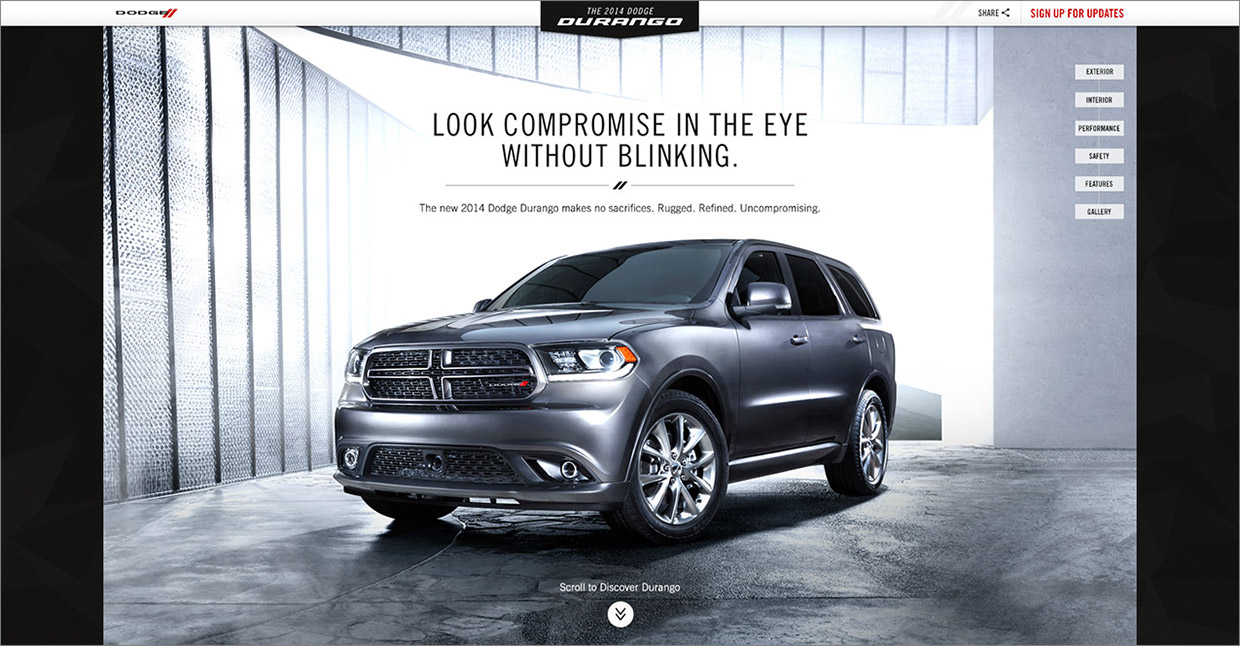 DODGE
THE 2014 DODGE
DURANGO
SHARE
SIGN UP FOR UPDATES
EXTERIOR
INTERIOR
PERFORMANCE
SAFETY
FEATURES
GALLERY
LOOK COMPROMISE IN THE EYE
WITHOUT BLINKING.
The new 2014 Dodge Durango makes no sacrifices. Rugged. Refined. Uncompromising.
DODGE
Scroll to Discover Durango